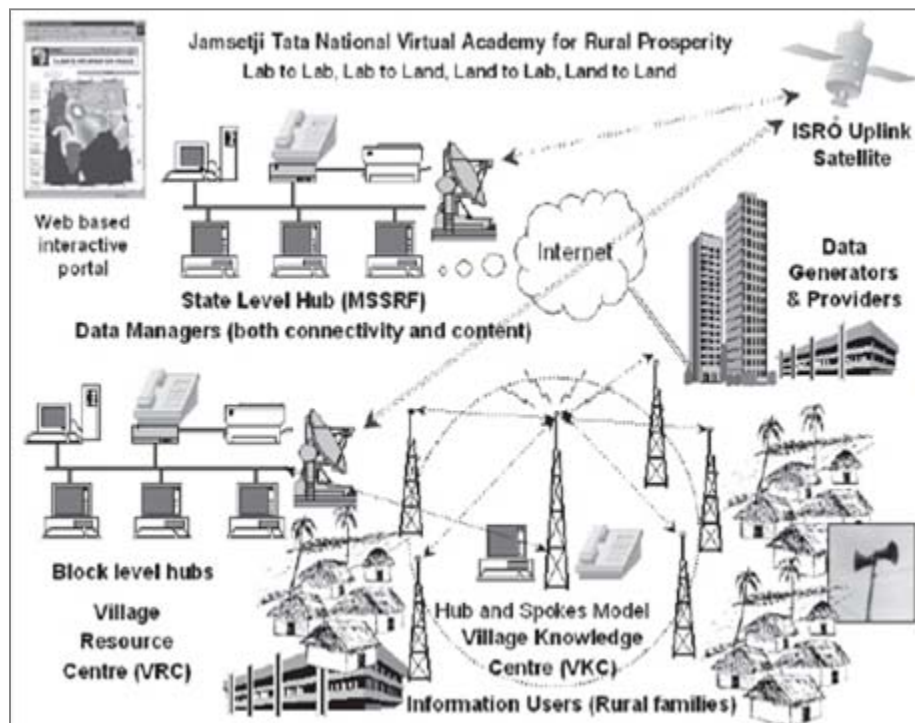 Jamsetji Tata National Virtual Academy for Rural Prosperity
Lab to Lab, Lab to Land, Land to Lab, Land to Land
ISRO Uplink
Satellite
Web based
interactive
portal
Internet
Data
Generators
& Providers
State Level Hub (MSSRF)
Data Managers (both connectivity and content)
Block level hubs
Village
Resource
Centre (VRC)
Hub and Spokes Model
Village Knowledge
Centre (VKC)
Information Users (Rural families)